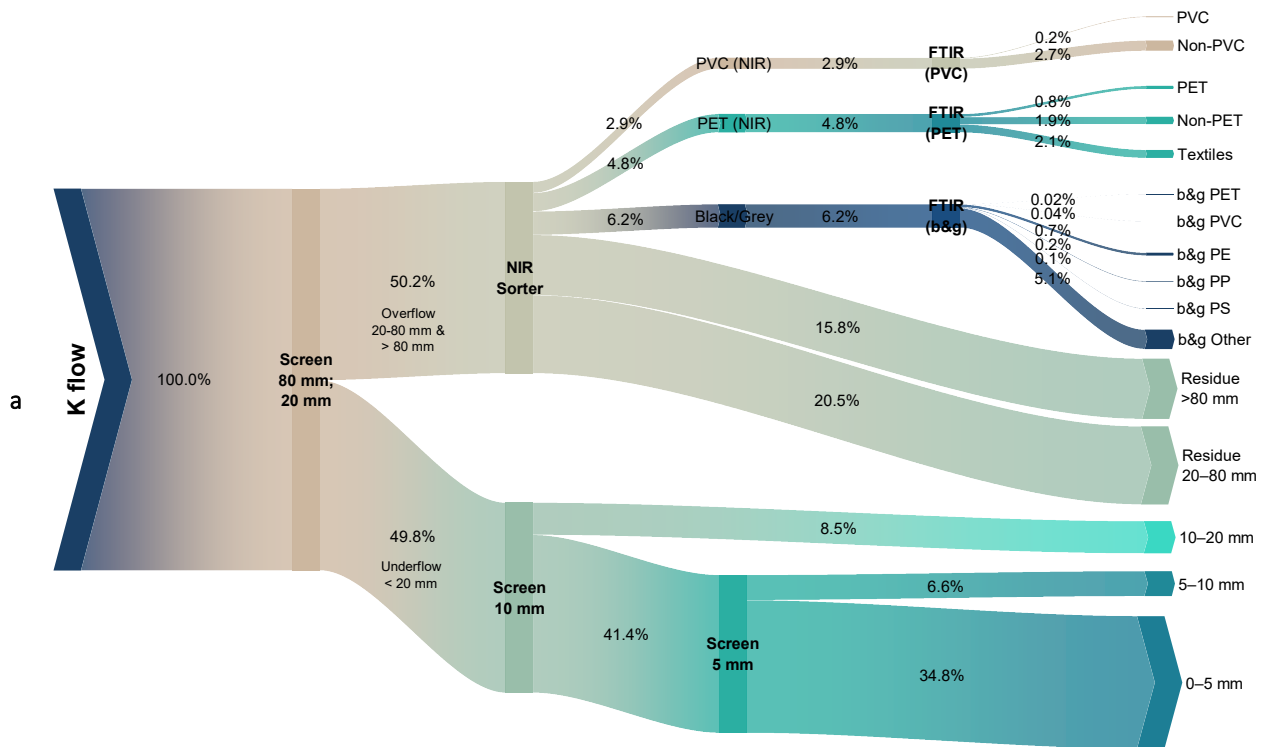 a
K flow
100.0%
Screen
80 mm;
20 mm
50.2%
Overflow
20-80 mm &
> 80 mm
49.8%
Underflow
< 20 mm
NIR
Sorter
2.9%
4.8%
6.2%
PVC (NIR)
2.9%
FTIR
(PVC)
0.2%
2.7%
PVC
Non-PVC
PET (NIR)
4.8%
FTIR
(PET)
0.8%
1.9%
2.1%
PET
Non-PET
Textiles
Black/Grey
6.2%
FTIR
(b&g)
0.02%
0.04%
0.7%
0.2%
0.1%
5.1%
b&g PET
b&g PVC
b&g PE
b&g PP
b&g PS
b&g Other
15.8%
Residue
>80 mm
20.5%
Residue
20–80 mm
Screen
10 mm
8.5%
10–20 mm
41.4%
Screen
5 mm
6.6%
5–10 mm
34.8%
0–5 mm